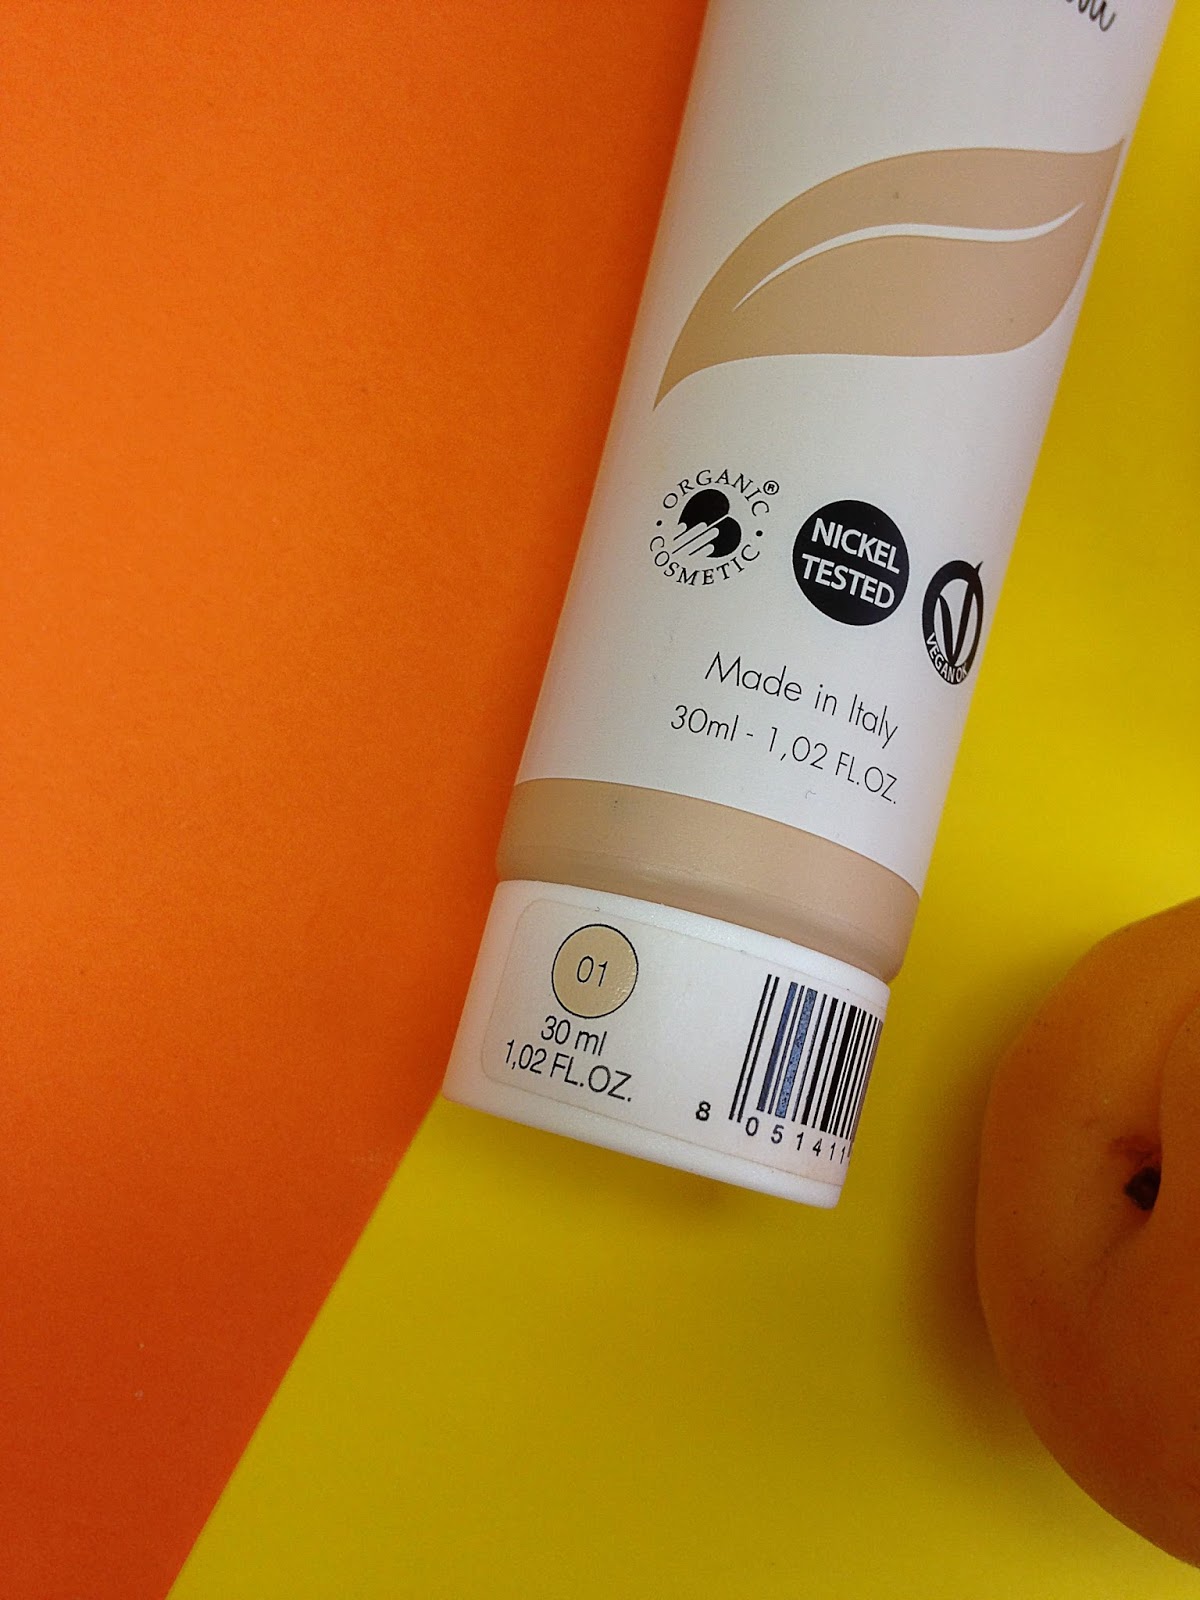 ORGANIC ®
COSMETIC
NICKEL
TESTED
VEGAN
Made in Italy
30ml - 1,02 FL.OZ.
01
30 ml
1,02 FL.OZ.
8 051411